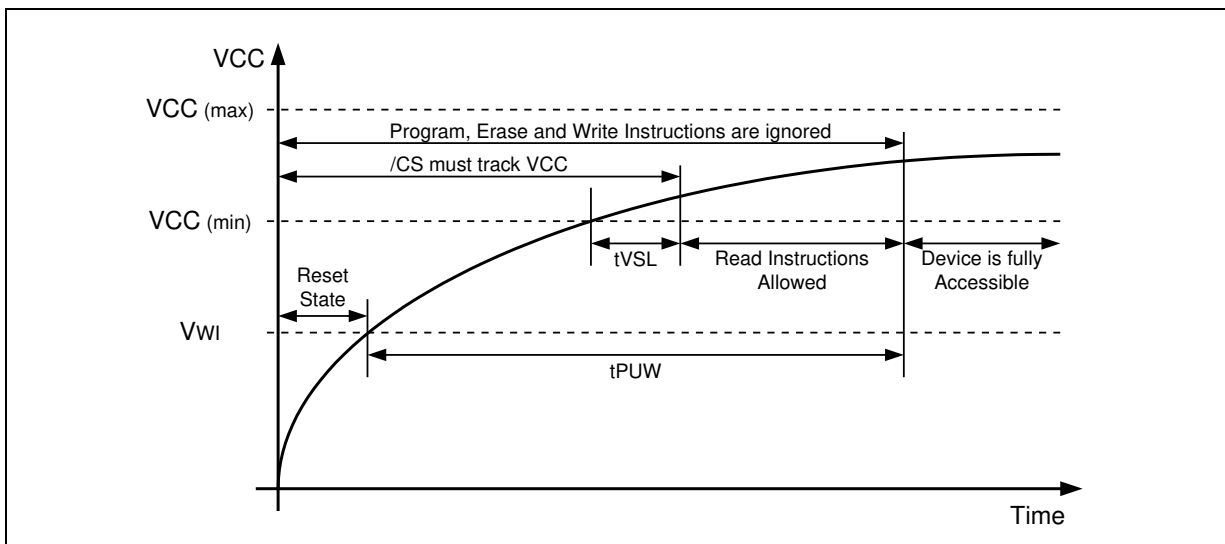 VCC
VCC (max)
Program, Erase and Write Instructions are ignored
/CS must track VCC
VCC (min)
tVSL
Read Instructions
Allowed
Device is fully
Accessible
Reset
State
VWI
tPUW
Time